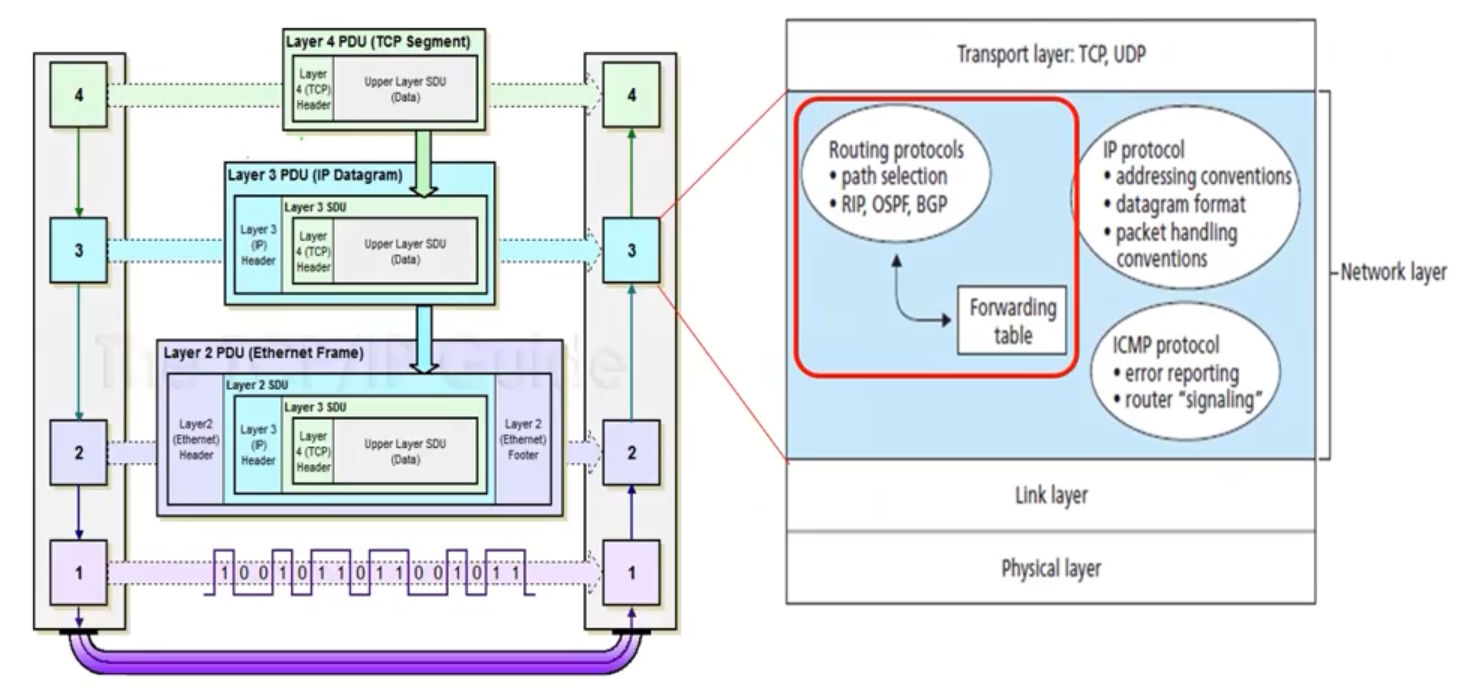 Layer 4 PDU (TCP Segment)
Layer
4 (TCP)
Header
Upper Layer SDU
(Data)
4
4
Layer 3 PDU (IP Datagram)
Layer 3 SDU
Layer 3
(IP)
Header
Layer
4 (TCP)
Header
Upper Layer SDU
(Data)
3
3
The TCP/IP Guide
Layer 2 PDU (Ethernet Frame)
Layer 2 SDU
Layer 3 SDU
Layer2
(Ethernet)
Header
Layer 3
(IP)
Header
Layer
4 (TCP)
Header
Upper Layer SDU
(Data)
Layer 2
(Ethernet)
Footer
2
2
1
1 0 0 1 0 1 1 0 1 1 0 0 1 0 1 1
1
Transport layer: TCP, UDP
Routing protocols
• path selection
• RIP, OSPF, BGP
Forwarding
table
IP protocol
• addressing conventions
• datagram format
• packet handling
conventions
ICMP protocol
• error reporting
• router “signaling”
Network layer
Link layer
Physical layer